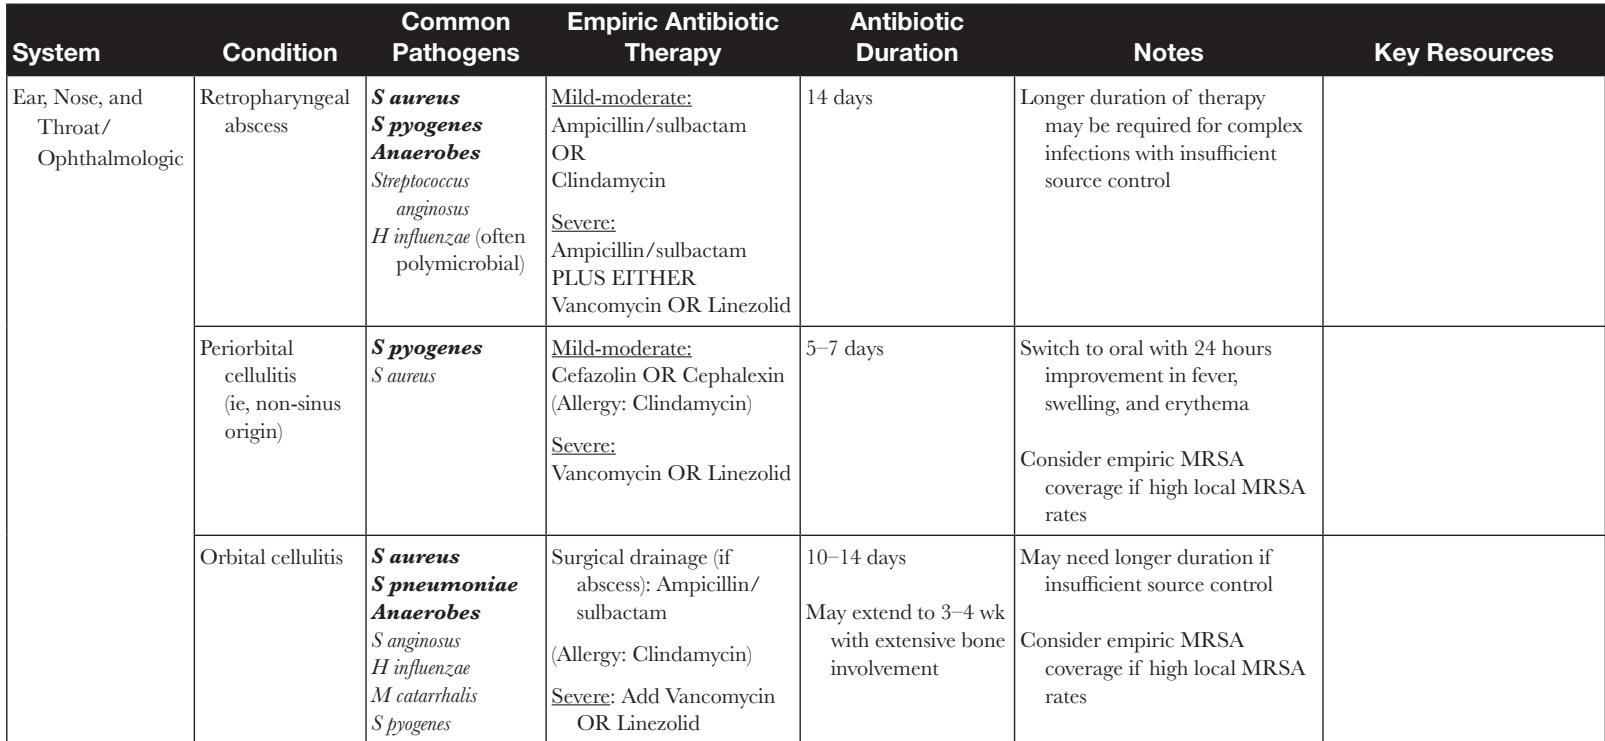 System
Condition
Common
Pathogens
Empiric Antibiotic
Therapy
Antibiotic
Duration
Notes
Key Resources
Ear, Nose, and
Throat/
Ophthalmologic
Retropharyngeal
abscess
S aureus
S pyogenes
Anaerobes
Streptococcus
anginosus
H influenzae (often
polymicrobial)
Mild-moderate:
Ampicillin/sulbactam
OR
Clindamycin
Severe:
Ampicillin/sulbactam
PLUS EITHER
Vancomycin OR Linezolid
14 days
Longer duration of therapy
may be required for complex
infections with insufficient
source control
Periorbital
cellulitis
(ie, non-sinus
origin)
S pyogenes
S aureus
Mild-moderate:
Cefazolin OR Cephalexin
(Allergy: Clindamycin)
Severe:
Vancomycin OR Linezolid
5–7 days
Switch to oral with 24 hours
improvement in fever,
swelling, and erythema
Consider empiric MRSA
coverage if high local MRSA
rates
Orbital cellulitis
S aureus
S pneumoniae
Anaerobes
S anginosus
H influenzae
M catarrhalis
S pyogenes
Surgical drainage (if
abscess): Ampicillin/
sulbactam
(Allergy: Clindamycin)
Severe: Add Vancomycin
OR Linezolid
10–14 days
May extend to 3–4 wk
with extensive bone
involvement
May need longer duration if
insufficient source control
Consider empiric MRSA
coverage if high local MRSA
rates